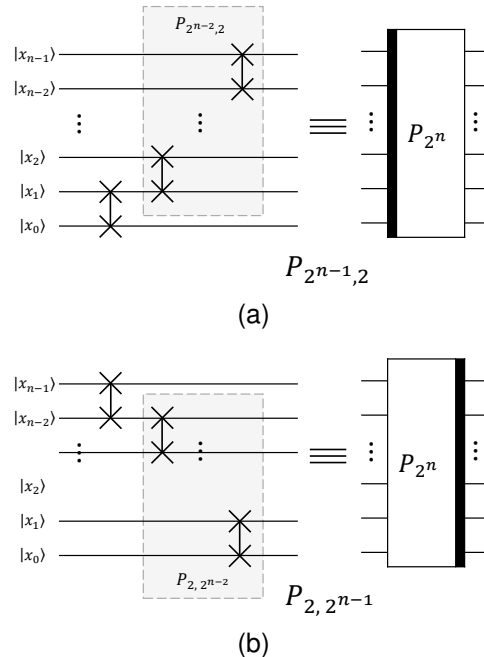 P_{2^{n-2},2}
|x_{n-1}⟩
|x_{n-2}⟩
⋮ ⋮ ⋮ ⋮
|x_2⟩
|x_1⟩
|x_0⟩
≡
P_{2^n}
P_{2^{n-1},2}
(a)
|x_{n-1}⟩
|x_{n-2}⟩
⋮ ⋮ ⋮ ⋮
|x_2⟩
|x_1⟩
|x_0⟩
P_{2,2^{n-2}}
≡
P_{2^n}
P_{2,2^{n-1}}
(b)